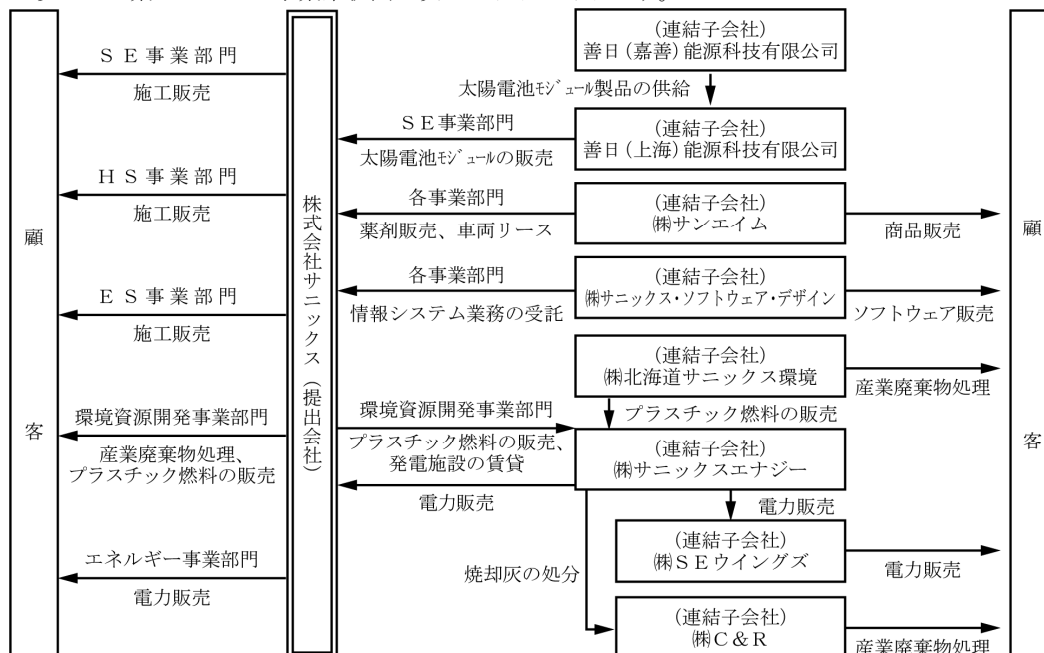 顧
客
SE事業部門
施工販売
HS事業部門
施工販売
ES事業部門
施工販売
環境資源開発事業部門
産業廃棄物処理、
プラスチック燃料の販売
エネルギー事業部門
電力販売
株式会社サニックス(提出会社)
SE事業部門
太陽電池モジュールの販売
各事業部門
薬剤販売、車両リース
各事業部門
情報システム業務の受託
環境資源開発事業部門
プラスチック燃料の販売、
発電施設の賃貸
電力販売
(連結子会社)
善日(嘉善)能源科技有限公司
太陽電池モジュール製品の供給
(連結子会社)
善日(上海)能源科技有限公司
(連結子会社)
㈱サンエイム
商品販売
(連結子会社)
㈱サニックス・ソフトウェア・デザイン
ソフトウェア販売
(連結子会社)
㈱北海道サニックス環境
産業廃棄物処理
プラスチック燃料の販売
(連結子会社)
㈱サニックスエナジー
電力販売
(連結子会社)
㈱SEウイングズ
電力販売
焼却灰の処分
(連結子会社)
㈱C&R
産業廃棄物処理
顧
客